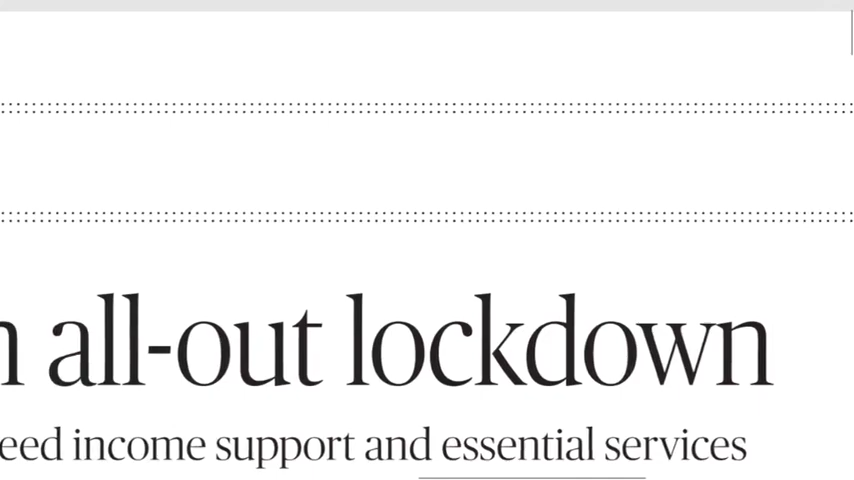 all-out lockdown
income support and essential services